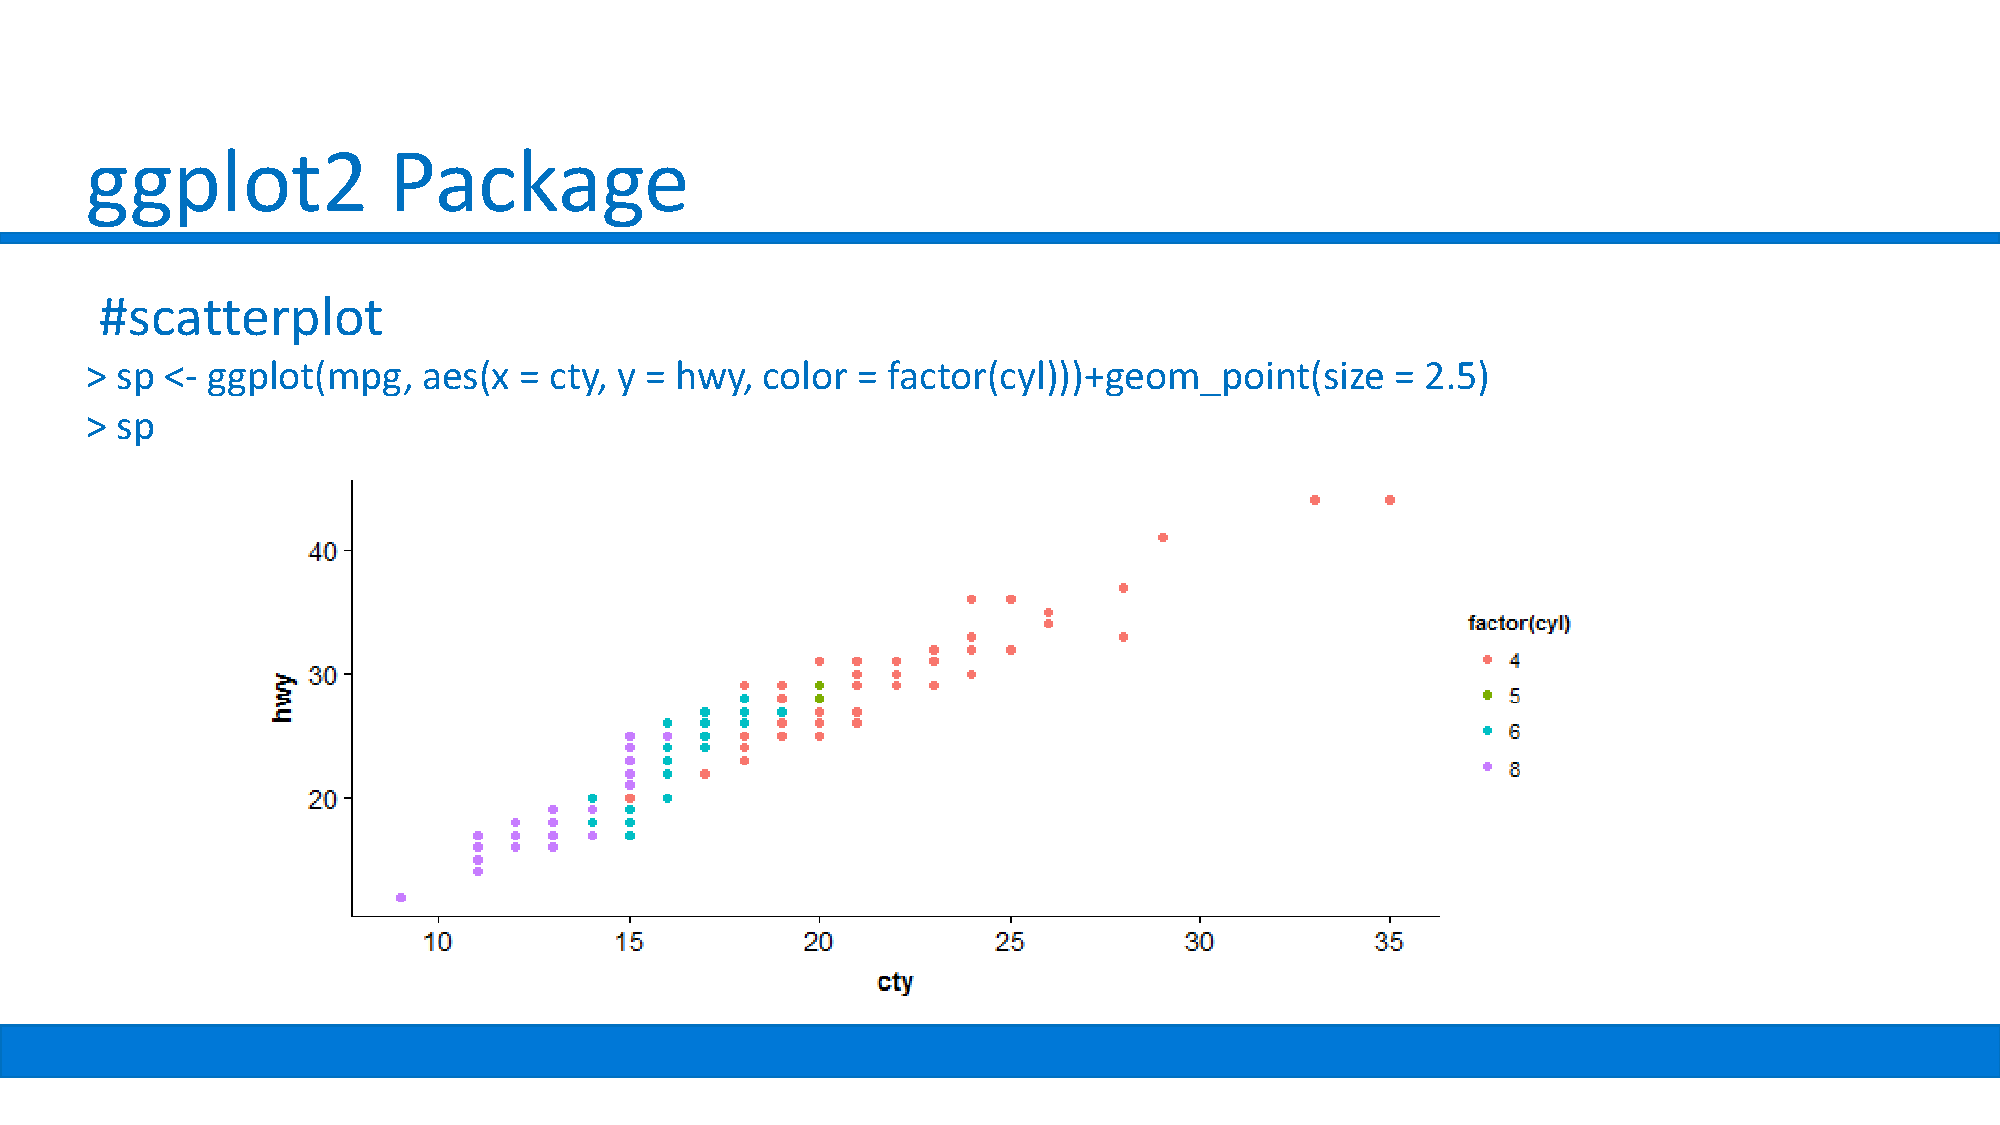 ggplot2 Package
#scatterplot
> sp <- ggplot(mpg, aes(x = cty, y = hwy, color = factor(cyl)))+geom_point(size = 2.5)
> sp
40
30
20
hwy
10 15 20 25 30 35
cty
factor(cyl)
4
5
6
8